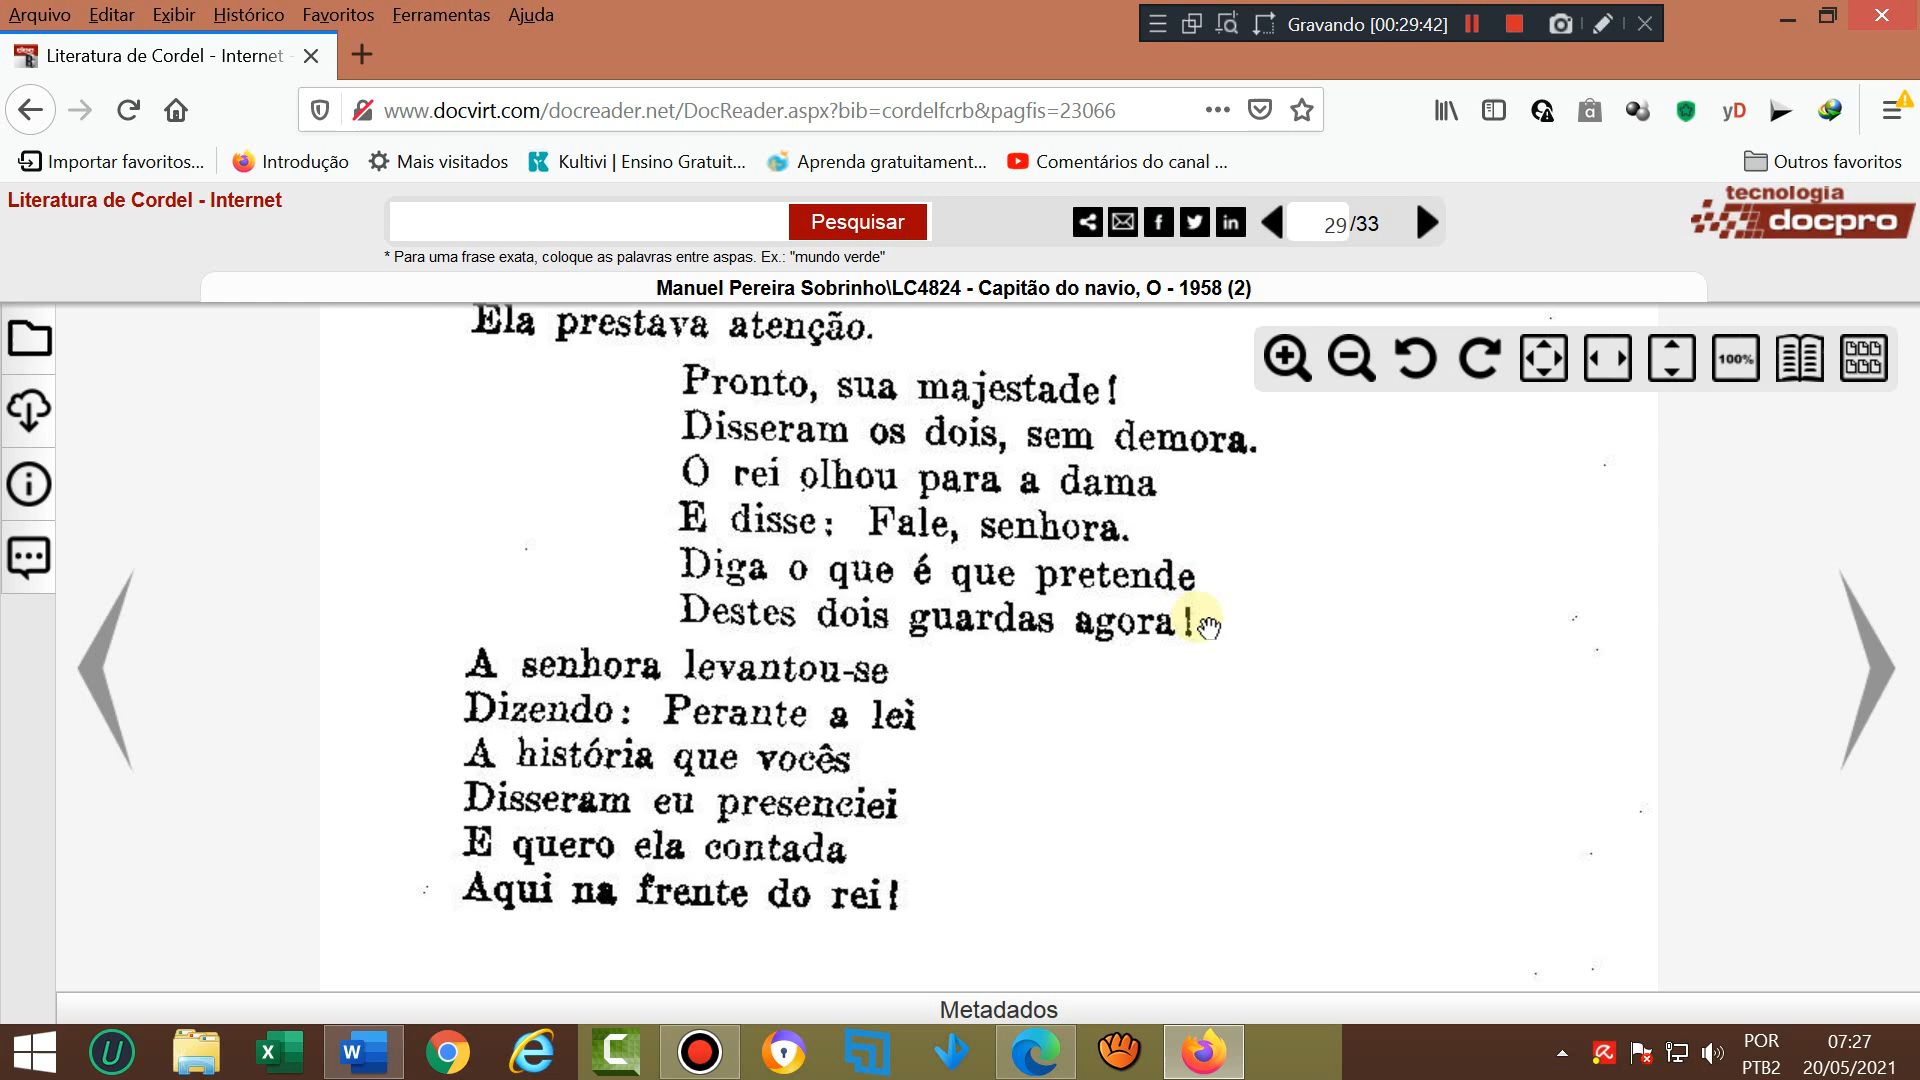 Arquivo Editar Exibir Histórico Favoritos Ferramentas Ajuda
Gravando [00:29:42]
Literatura de Cordel - Internet -
www.docvirt.com/docreader.net/DocReader.aspx?bib=cordelfcrb&pagfis=23066
Importar favoritos... Introdução Mais visitados Kultivi | Ensino Gratuit... Aprenda gratuitament... Comentários do canal ... Outros favoritos
Literatura de Cordel - Internet
Pesquisar
29 /33
tecnologia
docpro
* Para uma frase exata, coloque as palavras entre aspas. Ex.: "mundo verde"
Manuel Pereira Sobrinho\LC4824 - Capitão do navio, O - 1958 (2)
100%
Ela prestava atenção.
Pronto, sua majestade!
Disseram os dois, sem demora.
O rei olhou para a dama
E disse: Fale, senhora.
Diga o que é que pretende
Destes dois guardas agora!
A senhora levantou-se
Dizendo: Perante a lei
A história que vocês
Disseram eu presenciei
E quero ela contada
Aqui na frente do rei!
Metadados
POR
PTB2
07:27
20/05/2021